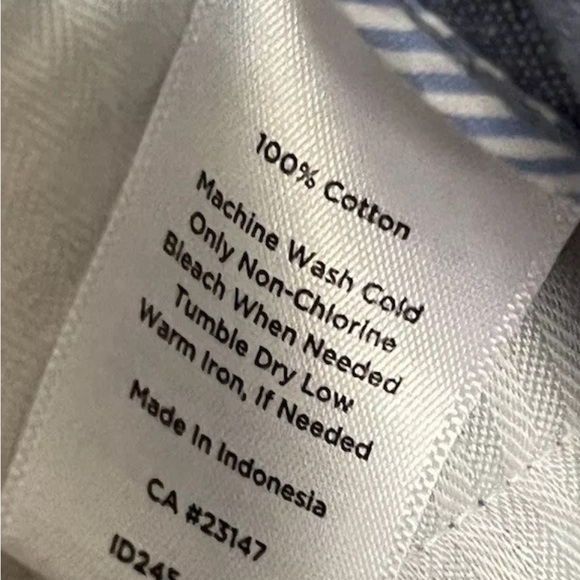 100% Cotton
Machine Wash Cold
Only Non-Chlorine
Bleach When Needed
Tumble Dry Low
Warm Iron, If Needed
Made In Indonesia
CA #23147
ID245